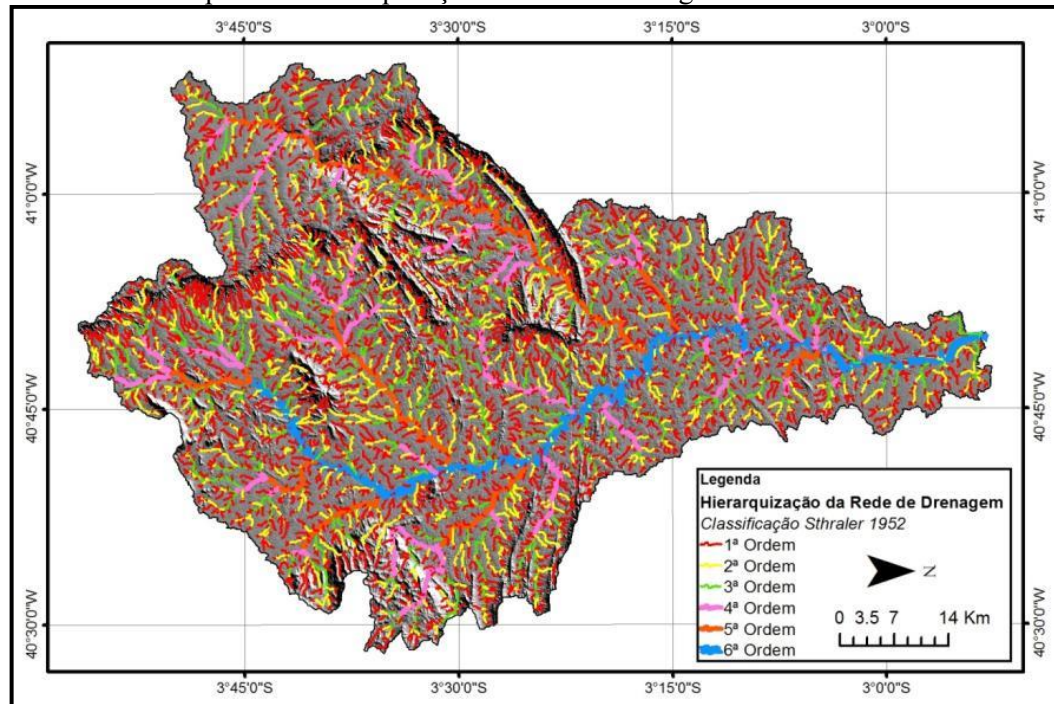 3°45'0"S 3°30'0"S 3°15'0"S 3°0'0"S
41°0'0"W 41°0'0"W
40°45'0"W 40°45'0"W
40°30'0"W 40°30'0"W
Legenda
Hierarquização da Rede de Drenagem
Classificação Sthraler 1952
1ª Ordem
2ª Ordem
3ª Ordem
4ª Ordem
5ª Ordem
6ª Ordem
N
0 3.5 7 14 Km
3°45'0"S 3°30'0"S 3°15'0"S 3°0'0"S